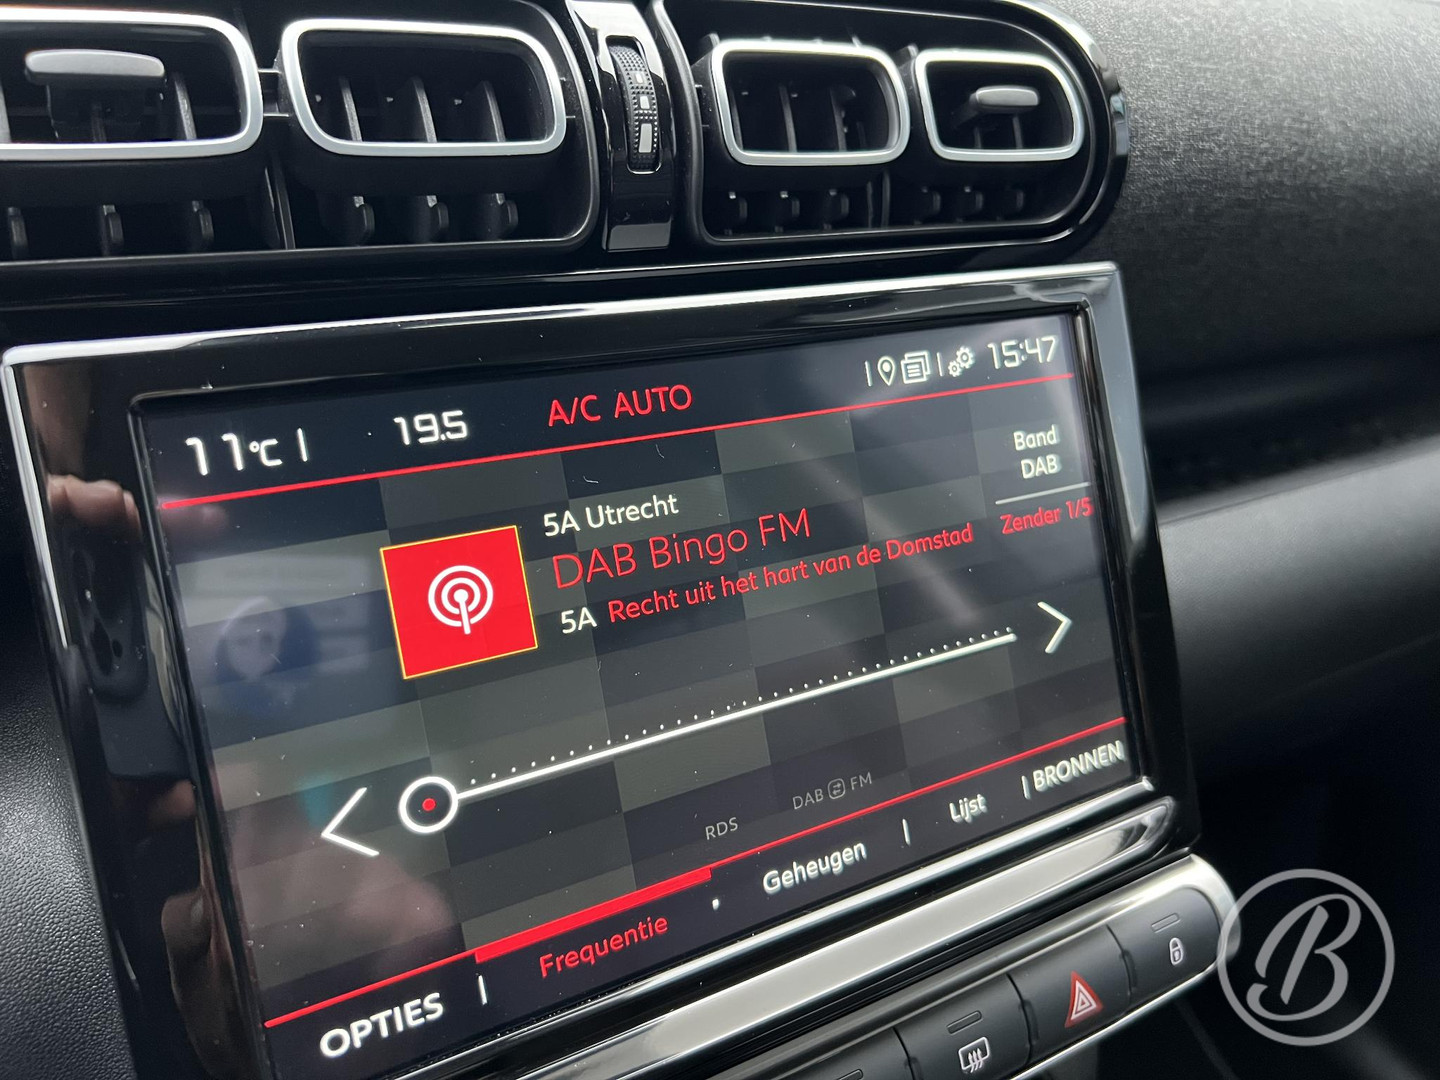 11°C | 19.5 A/C AUTO 15:47
Band
DAB
Zender 1/5
5A Utrecht
DAB Bingo FM
5A Recht uit het hart van de Domstad
RDS DAB FM
OPTIES | Frequentie Geheugen | Lijst | BRONNEN
B